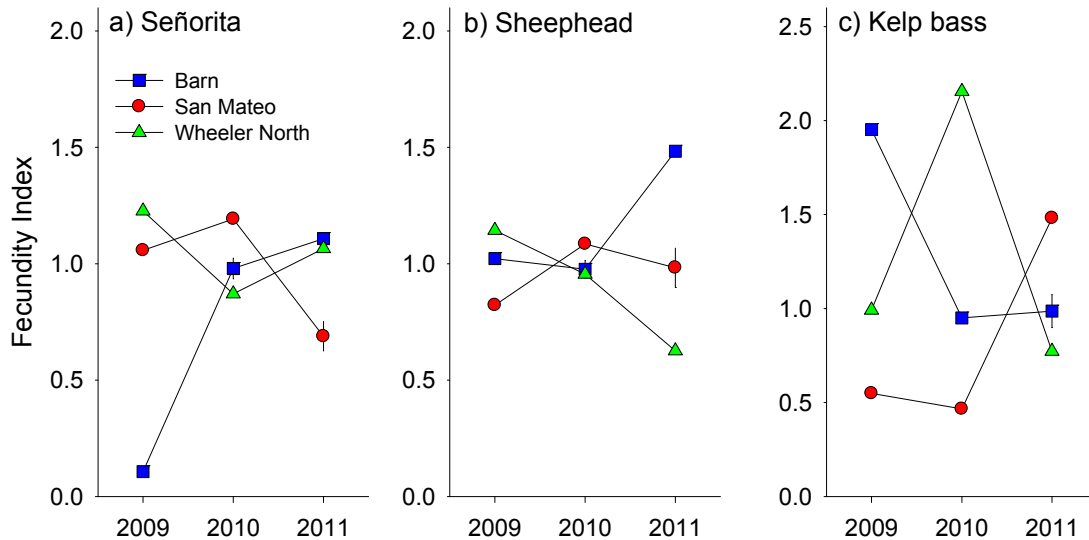 a) Señorita
b) Sheephead
c) Kelp bass
Barn
San Mateo
Wheeler North
Fecundity Index
2.0
1.5
1.0
0.5
0.0
2009 2010 2011
2.0
1.5
1.0
0.5
0.0
2009 2010 2011
2.5
2.0
1.5
1.0
0.5
0.0
2009 2010 2011